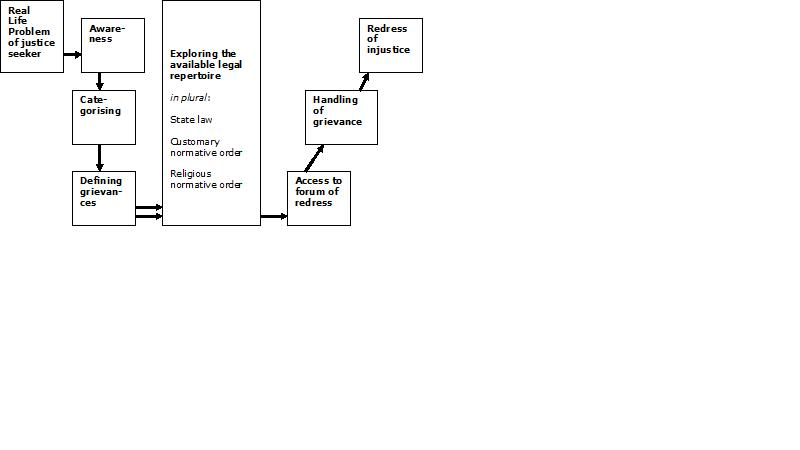 Real
Life
Problem
of justice
seeker
Aware-
ness
Cate-
gorising
Defining
grievan-
ces
Exploring the
available legal
repertoire
in plural:
State law
Customary
normative order
Religious
normative order
Access to
forum of
redress
Handling
of
grievance
Redress
of
injustice